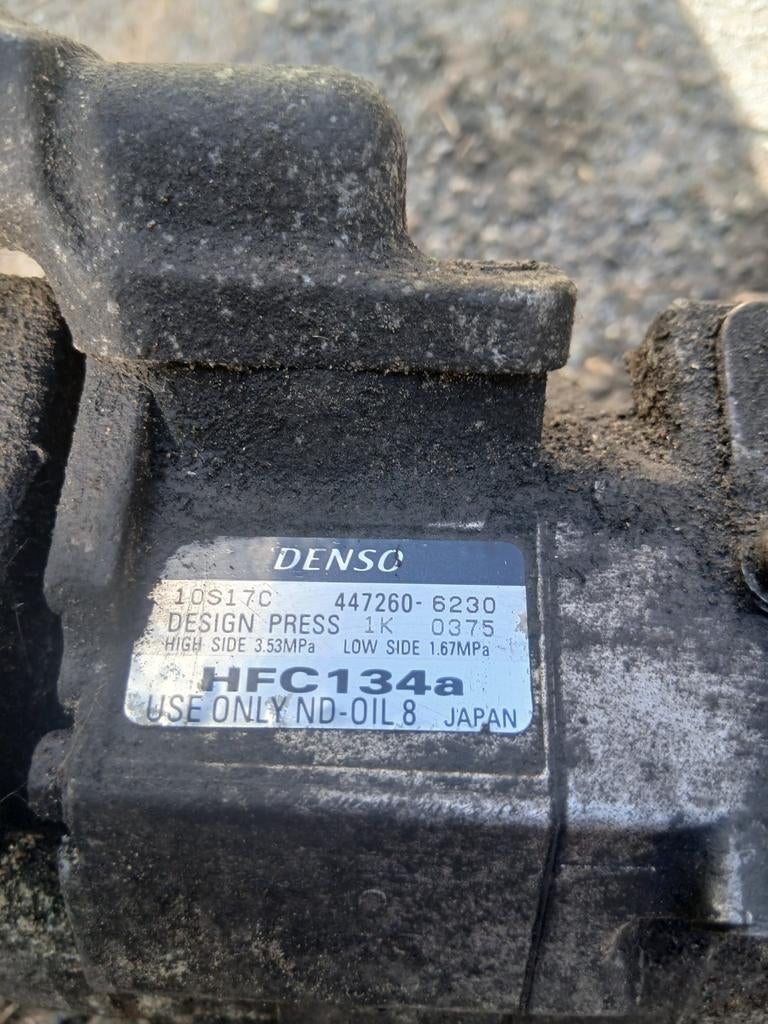 DENSO
10S17C 447260-6230
DESIGN PRESS 1K 0375
HIGH SIDE 3.53MPa LOW SIDE 1.67MPa
HFC134a
USE ONLY ND-OIL 8 JAPAN